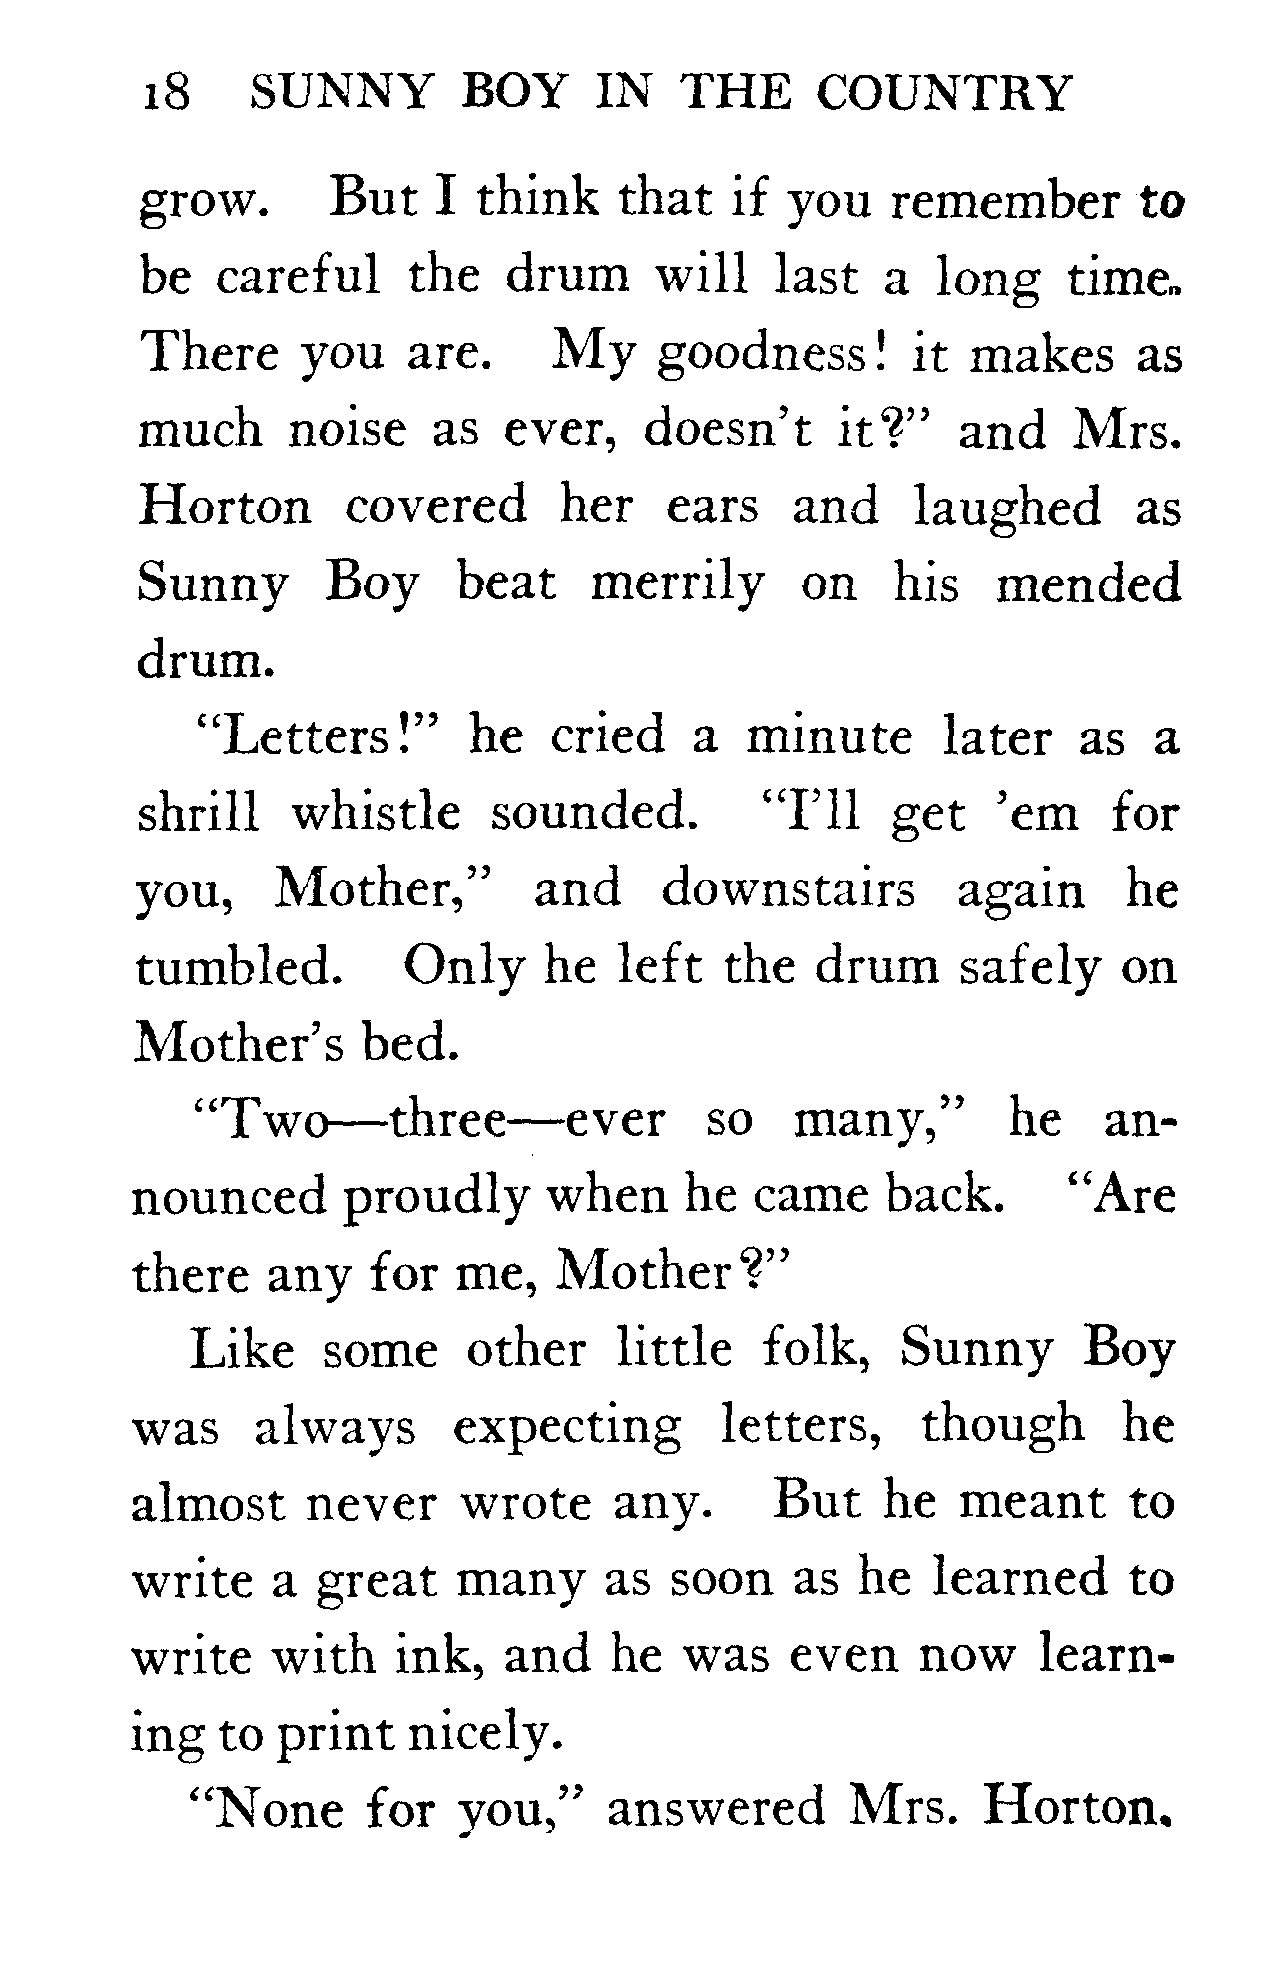 18 SUNNY BOY IN THE COUNTRY
grow. But I think that if you remember to
be careful the drum will last a long time.
There you are. My goodness! it makes as
much noise as ever, doesn't it?" and Mrs.
Horton covered her ears and laughed as
Sunny Boy beat merrily on his mended
drum.
"Letters!" he cried a minute later as a
shrill whistle sounded. "I'll get 'em for
you, Mother," and downstairs again he
tumbled. Only he left the drum safely on
Mother's bed.
"Two—three—ever so many," he an-
nounced proudly when he came back. "Are
there any for me, Mother?"
Like some other little folk, Sunny Boy
was always expecting letters, though he
almost never wrote any. But he meant to
write a great many as soon as he learned to
write with ink, and he was even now learn-
ing to print nicely.
"None for you," answered Mrs. Horton.